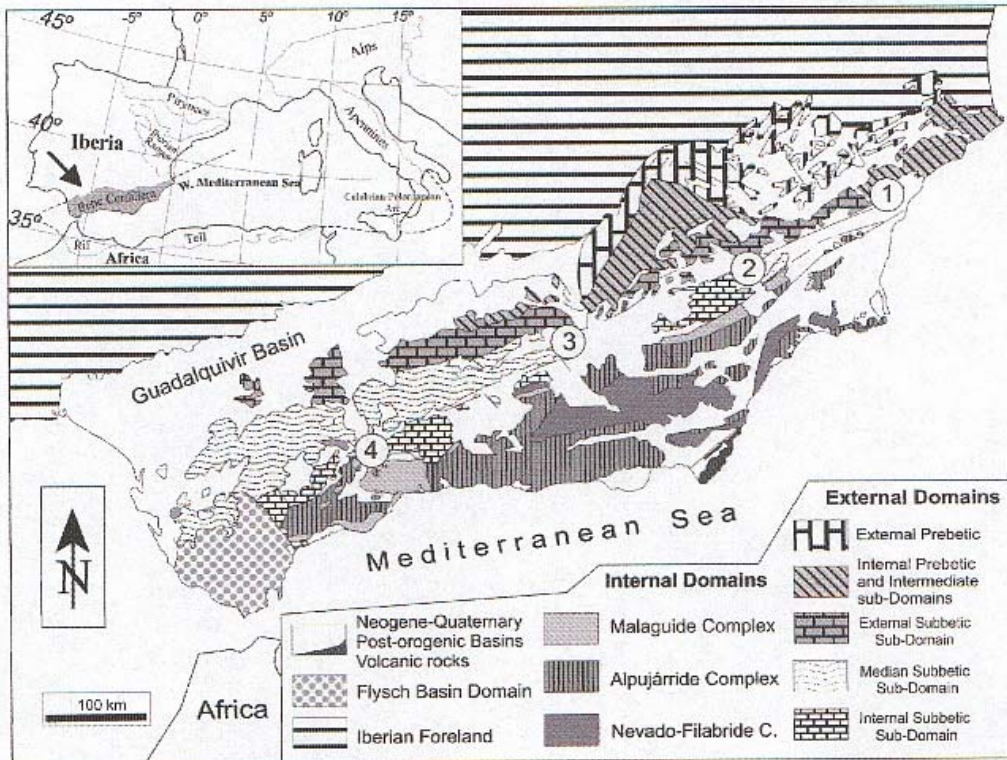 45°
-5°
0°
5°
10°
15°
Alps
Pyrynees
Apennines
40°
Iberian
Ranges
Iberia
W. Mediterranean Sea
Betic Cordillera
Calabrian Peloritanian
Arc
35°
Rif
Tell
Africa
1
2
Guadalquivir Basin
3
4
N
Mediterranean Sea
External Domains
External Prebetic
Internal Domains
Internal Prebetic
and Intermediate
sub-Domains
Neogene-Quaternary
Post-orogenic Basins
Volcanic rocks
Malaguide Complex
External Subbetic
Sub-Domain
Flysch Basin Domain
Alpujárride Complex
Median Subbetic
Sub-Domain
100 km
Africa
Iberian Foreland
Nevado-Filabride C.
Internal Subbetic
Sub-Domain